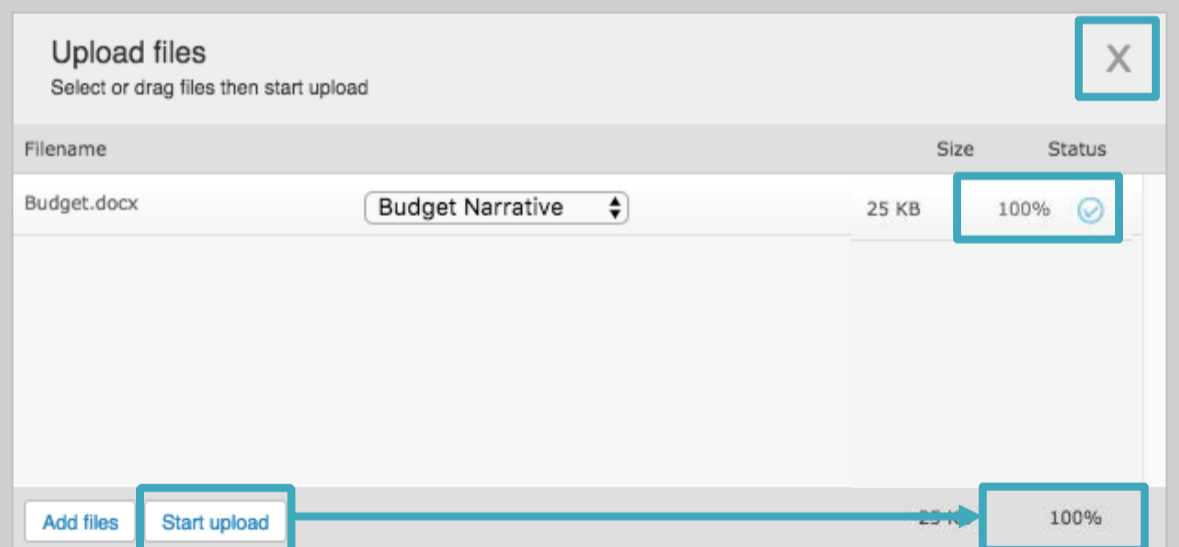 Upload files
X
Select or drag files then start upload
Filename Size Status
Budget.docx Budget Narrative 25 KB 100%
Add files Start upload 25 100%